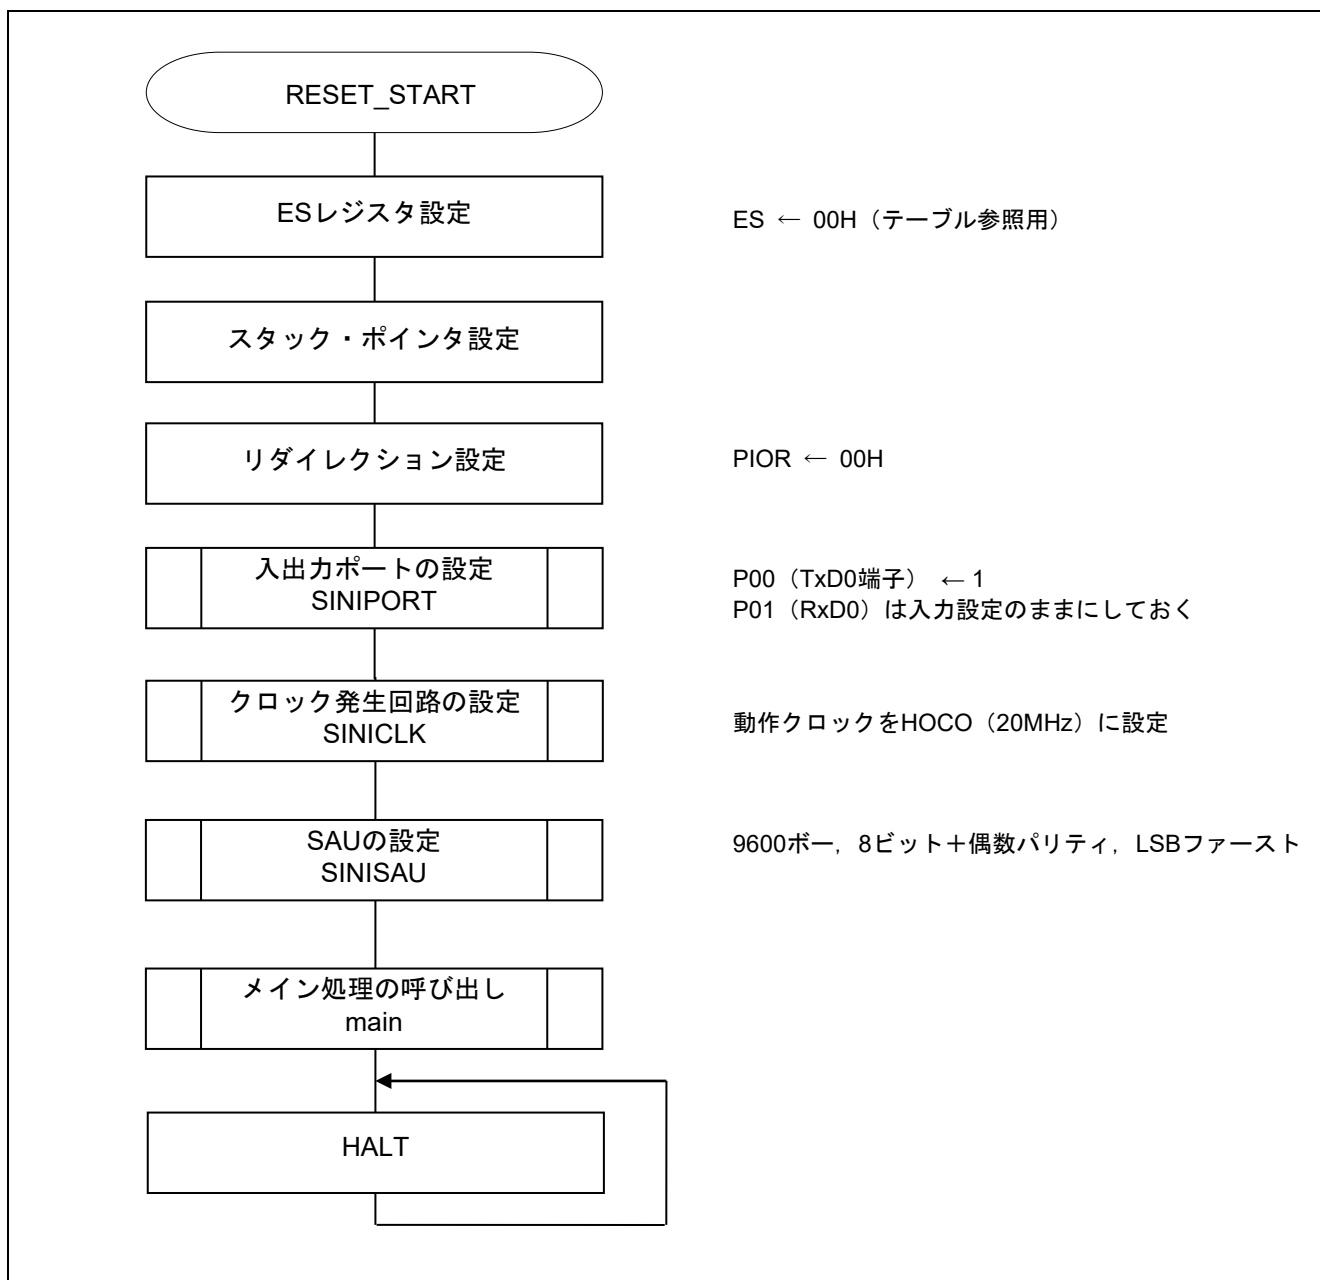 RESET_START
ESレジスタ設定
ES ← 00H（テーブル参照用）
スタック・ポインタ設定
リダイレクション設定
PIOR ← 00H
入出力ポートの設定
SINIPORT
P00（TxD0端子） ← 1
P01（RxD0）は入力設定のままにしておく
クロック発生回路の設定
SINICLK
動作クロックをHOCO（20MHz）に設定
SAUの設定
SINISAU
9600ボー，8ビット＋偶数パリティ，LSBファースト
メイン処理の呼び出し
main
HALT